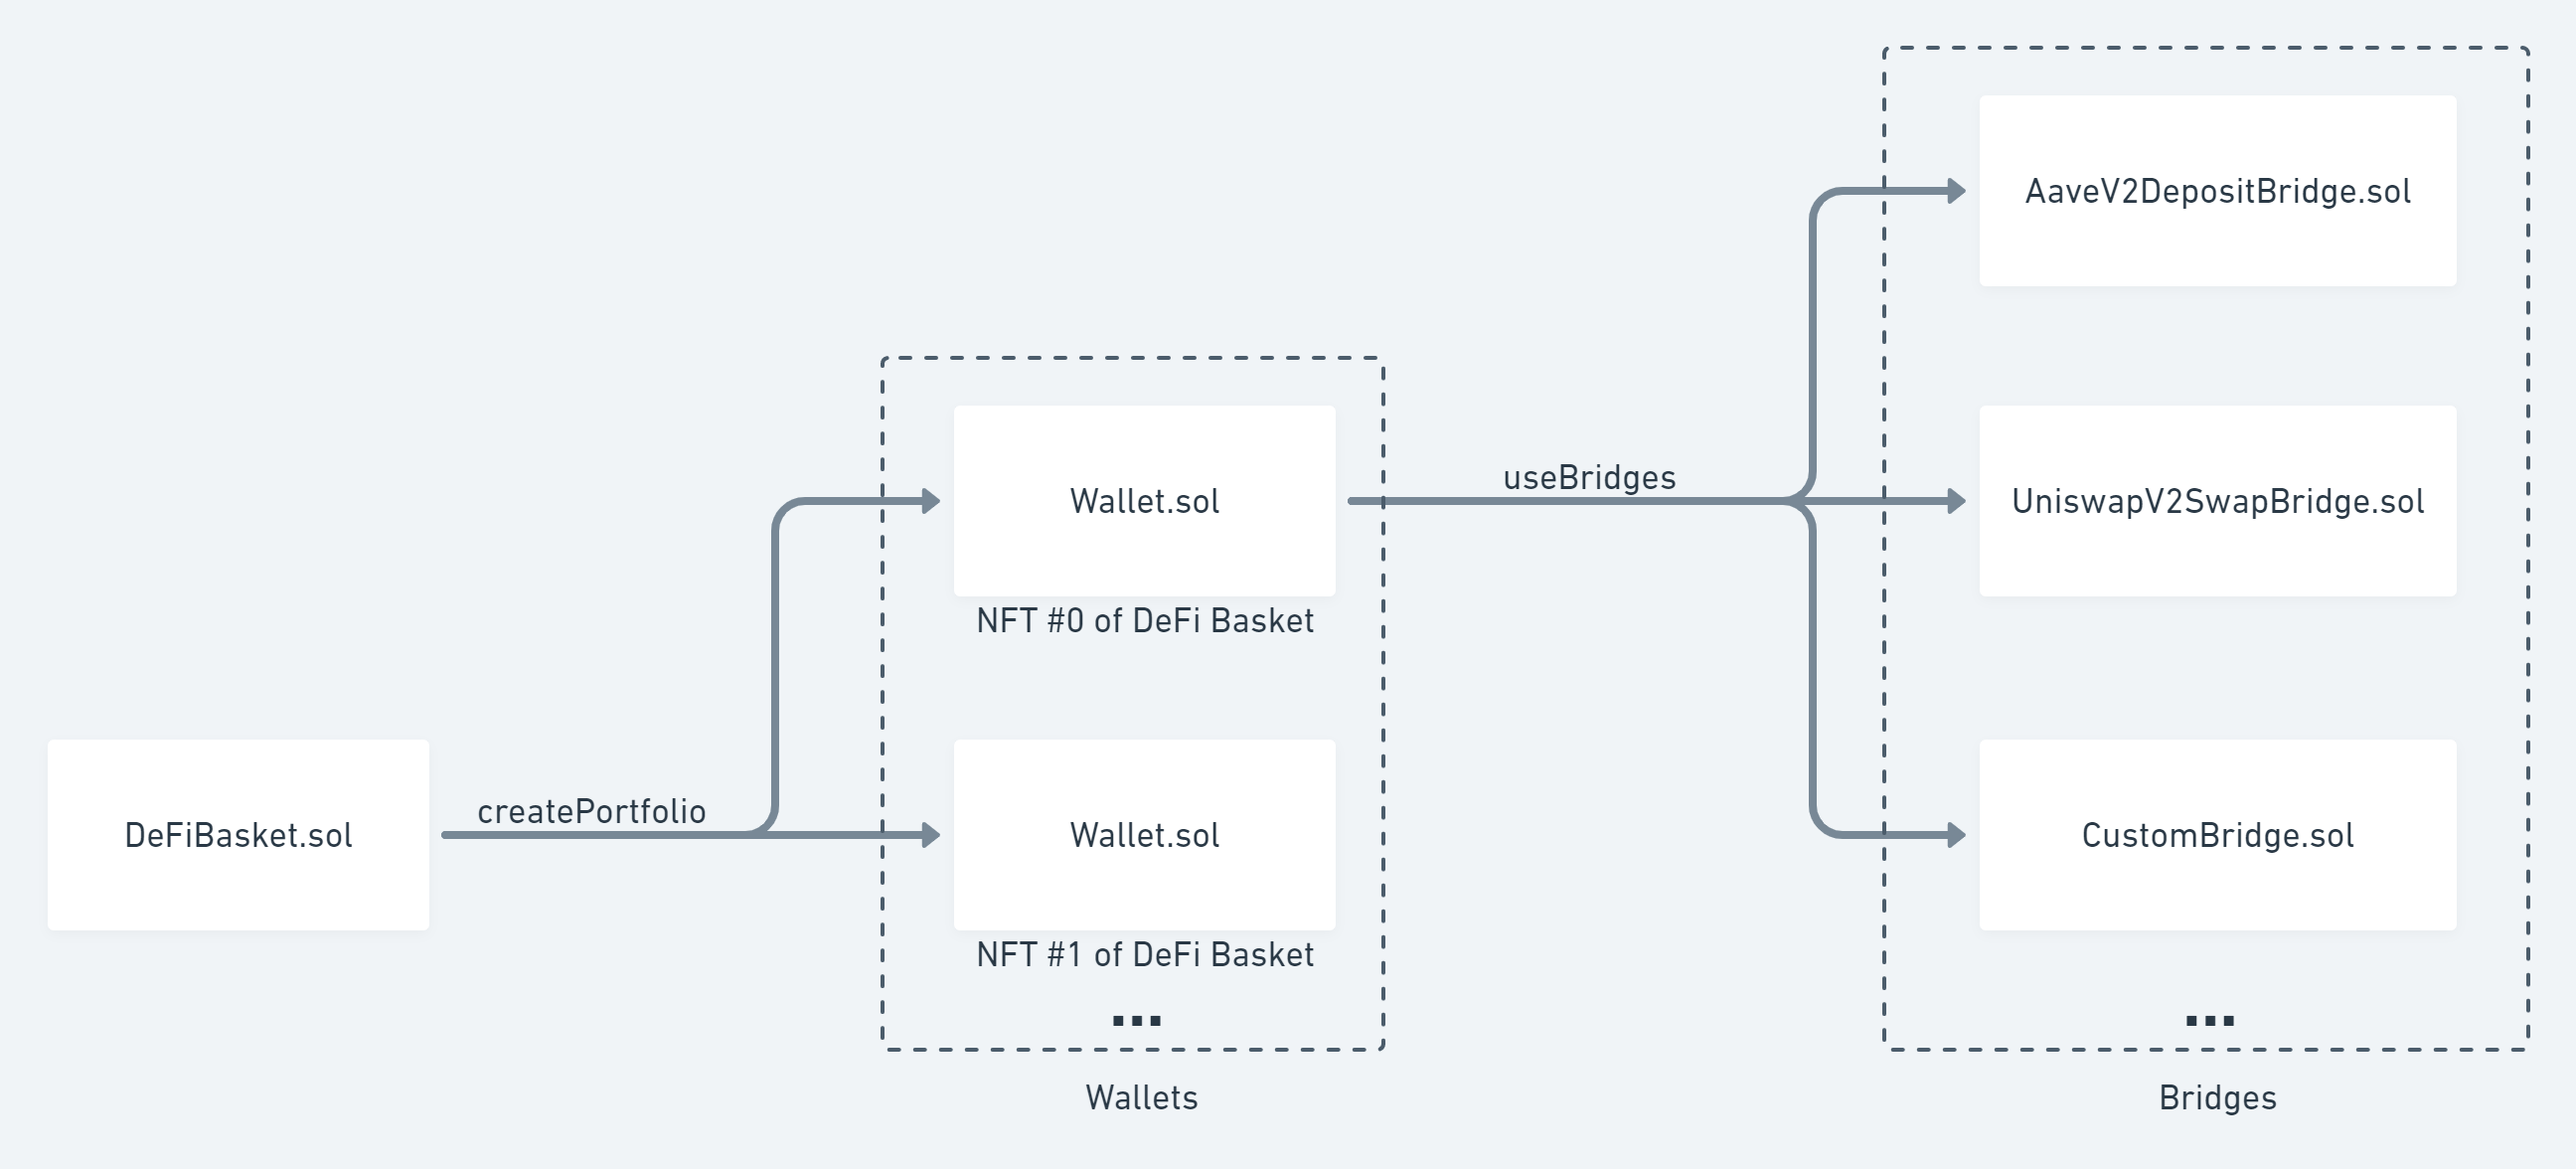 DeFiBasket.sol
createPortfolio
Wallet.sol
NFT #0 of DeFi Basket
Wallet.sol
NFT #1 of DeFi Basket
...
Wallets
useBridges
AaveV2DepositBridge.sol
UniswapV2SwapBridge.sol
CustomBridge.sol
...
Bridges